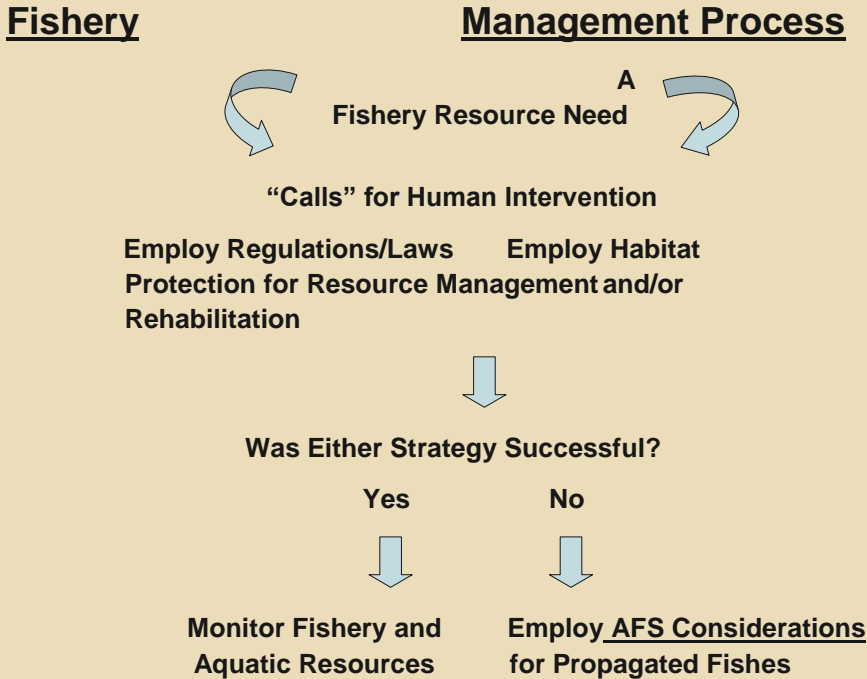 Fishery Management Process
A
Fishery Resource Need
“Calls” for Human Intervention
Employ Regulations/Laws Employ Habitat
Protection for Resource Management and/or
Rehabilitation
Was Either Strategy Successful?
Yes No
Monitor Fishery and Employ AFS Considerations
Aquatic Resources for Propagated Fishes